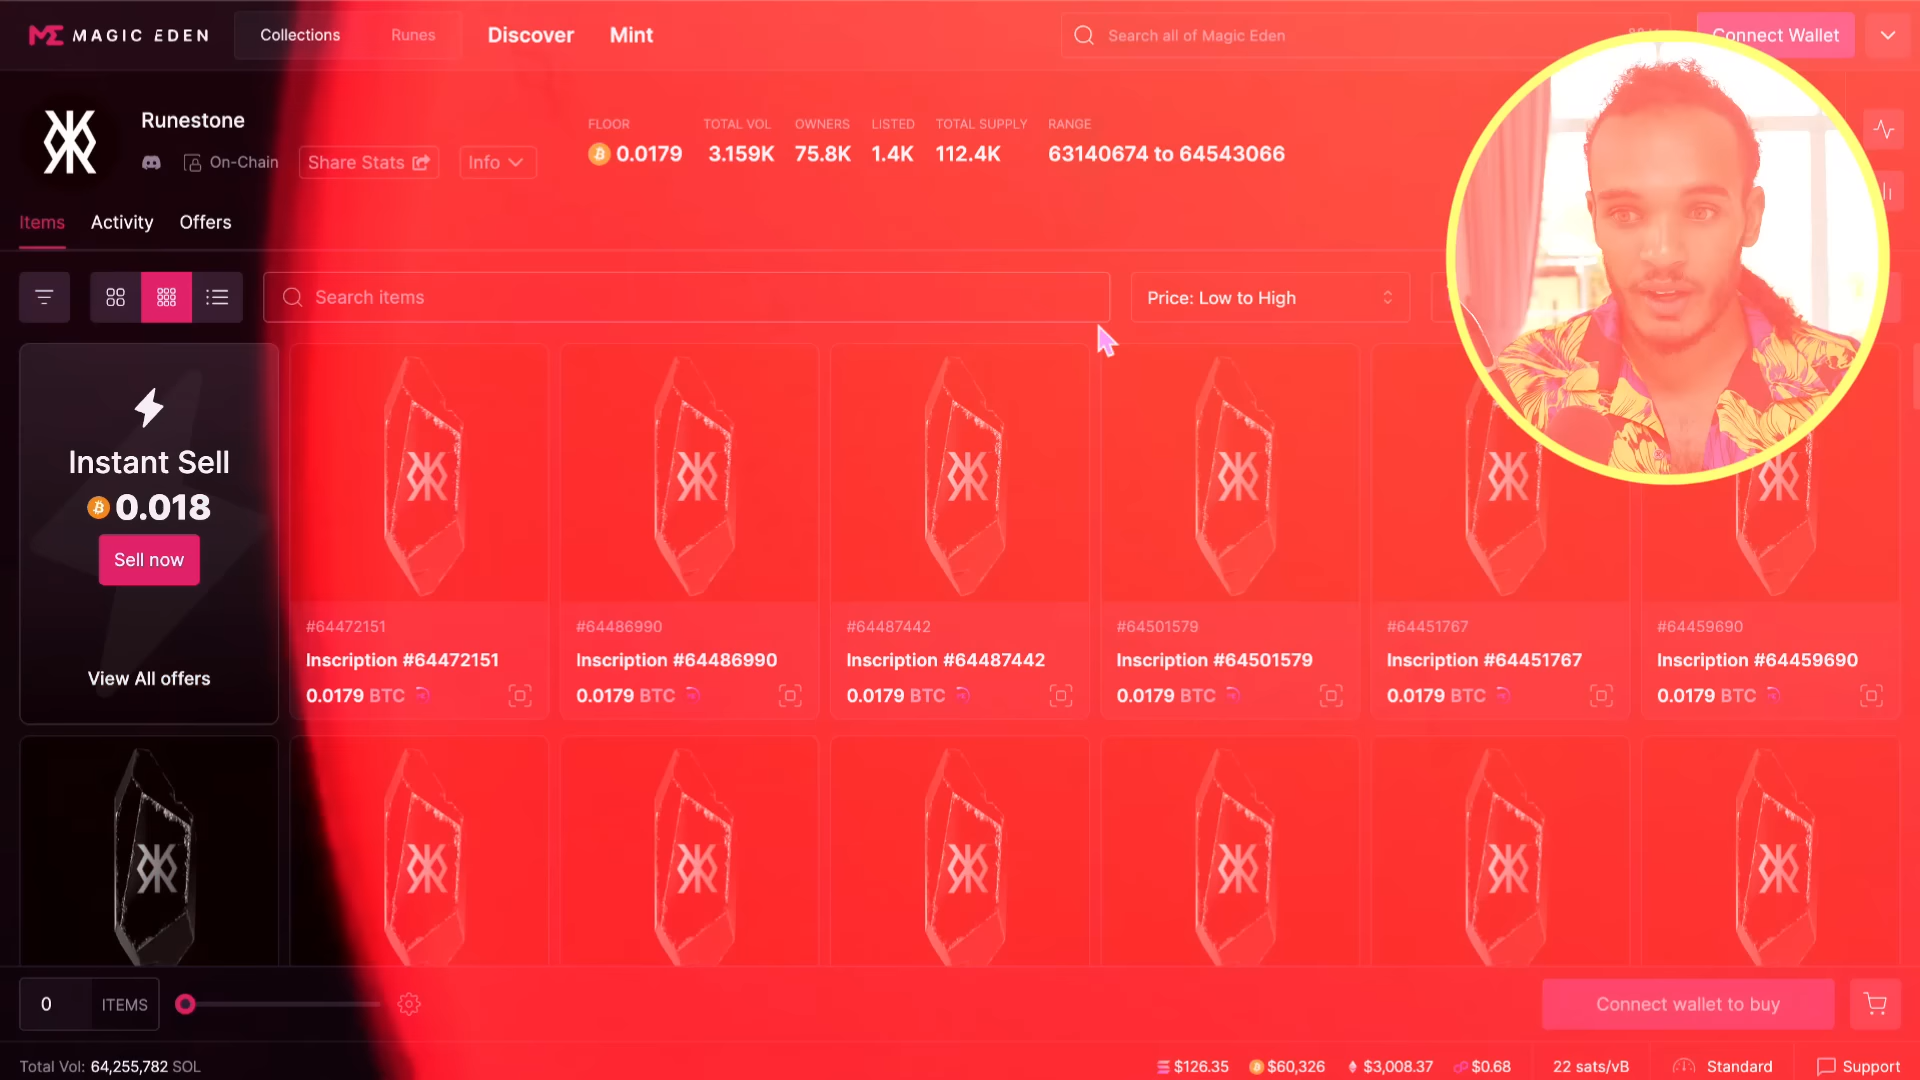 MAGIC EDEN Collections Runes Discover Mint Search all of Magic Eden Connect Wallet
Runestone
On-Chain Share Stats Info
FLOOR TOTAL VOL OWNERS LISTED TOTAL SUPPLY RANGE
0.0179 3.159K 75.8K 1.4K 112.4K 63140674 to 64543066
Items Activity Offers
Search items Price: Low to High
Instant Sell
0.018
Sell now
View All offers
#64472151 #64486990 #64487442 #64501579 #64451767 #64459690
Inscription #64472151 Inscription #64486990 Inscription #64487442 Inscription #64501579 Inscription #64451767 Inscription #64459690
0.0179 BTC 0.0179 BTC 0.0179 BTC 0.0179 BTC 0.0179 BTC 0.0179 BTC
0 ITEMS Connect wallet to buy
Total Vol: 64,255,782 SOL $126.35 $60,326 $3,008.37 $0.68 22 sats/vB Standard Support